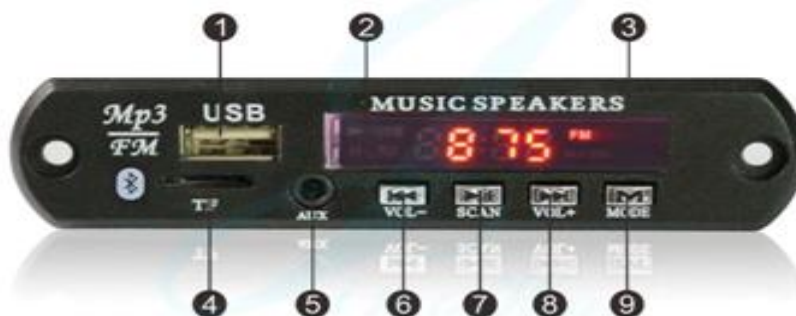 1 2 3
Mp3 USB MUSIC SPEAKERS
FM 875 FM
TF AUX VOL- SCAN VOL+ MODE
4 5 6 7 8 9